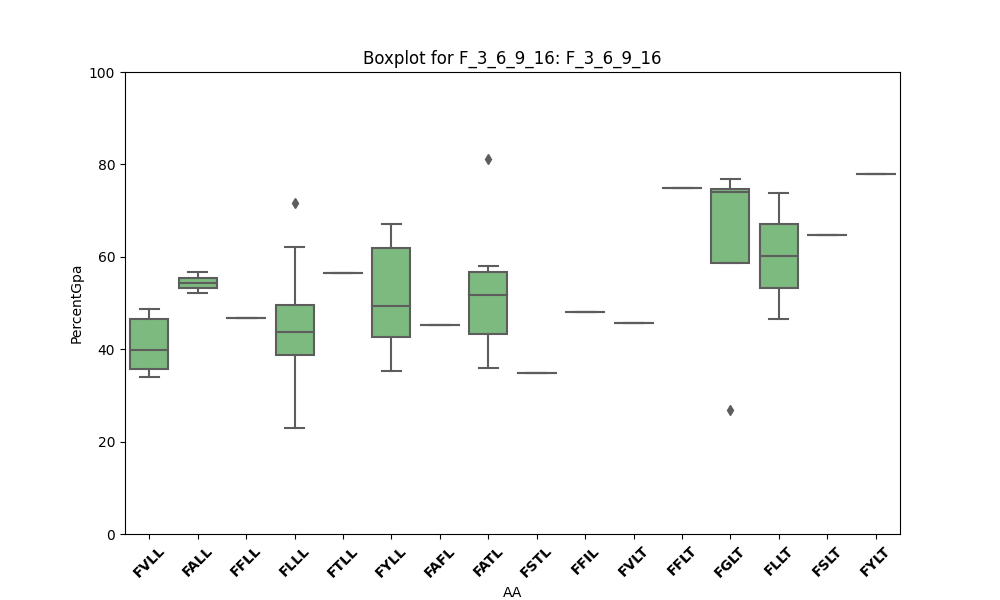 Boxplot for F_3_6_9_16: F_3_6_9_16
PercentGpa
100
80
60
40
20
0
FVLL FALL FFLL FLLL FTLL FYLL FAFL FATL FSTL FFIL FVLT FFLT FGLT FLLT FSLT FYLT
AA